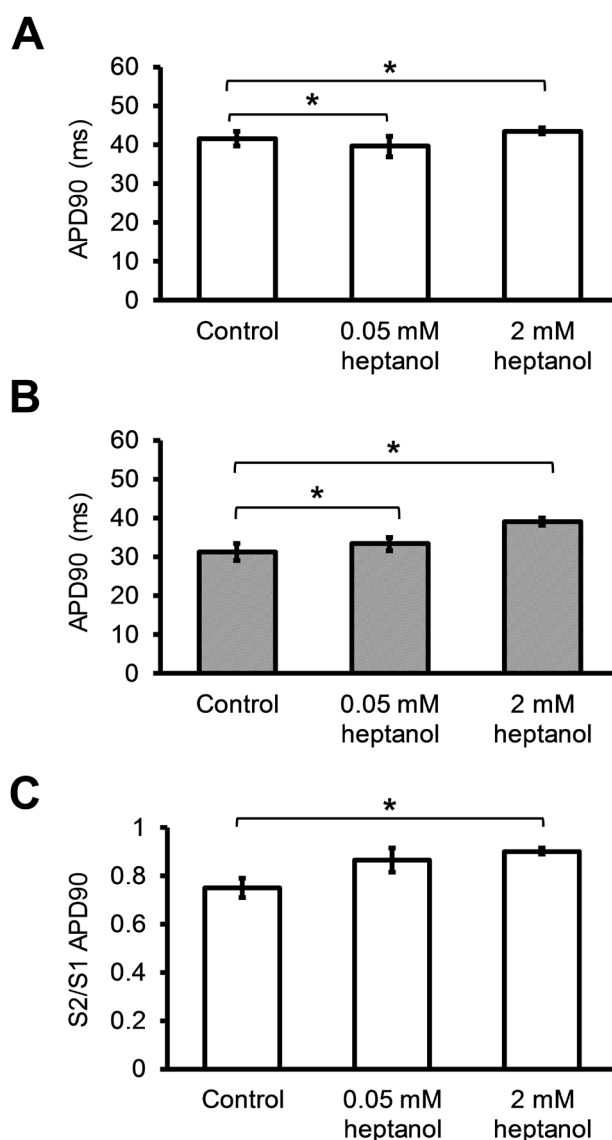 A
*
*
60
50
40
30
20
10
0
APD90 (ms)
Control
0.05 mM
heptanol
2 mM
heptanol
B
*
*
60
50
40
30
20
10
0
APD90 (ms)
Control
0.05 mM
heptanol
2 mM
heptanol
C
*
1
0.8
0.6
0.4
0.2
0
S2/S1 APD90
Control
0.05 mM
heptanol
2 mM
heptanol